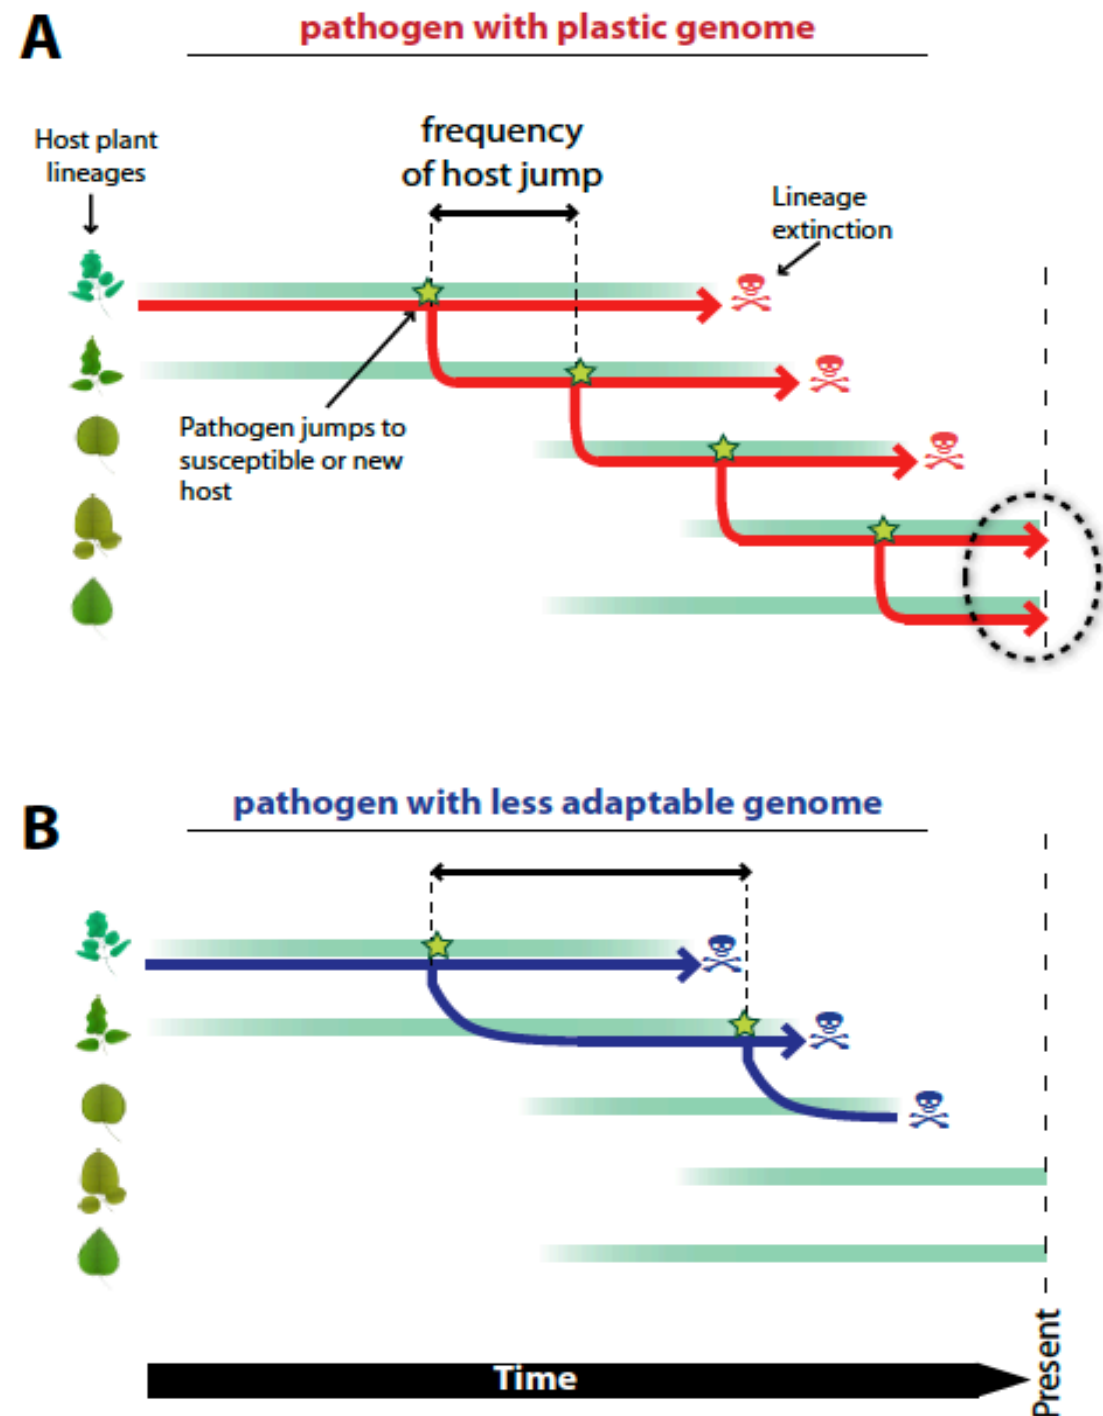 A
pathogen with plastic genome
Host plant
lineages
frequency
of host jump
Lineage
extinction
Pathogen jumps to
susceptible or new
host
B
pathogen with less adaptable genome
Time
Present